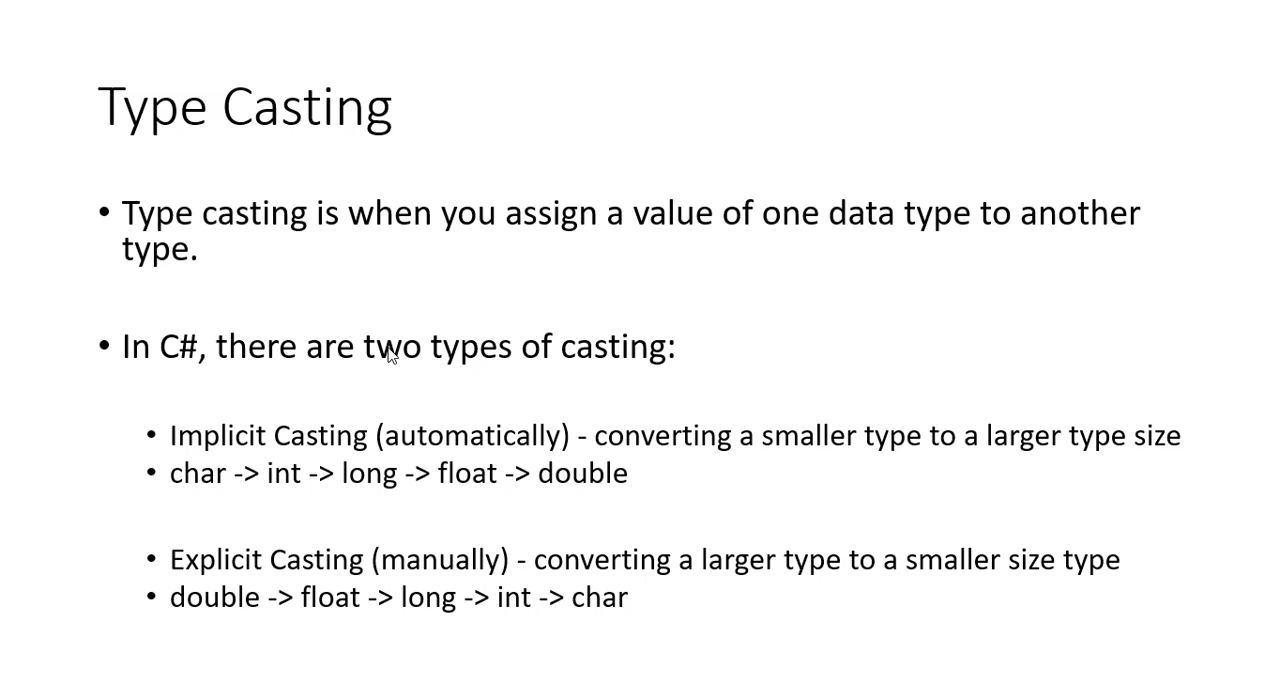 Type Casting
• Type casting is when you assign a value of one data type to another
type.
• In C#, there are two types of casting:
• Implicit Casting (automatically) - converting a smaller type to a larger type size
• char -> int -> long -> float -> double
• Explicit Casting (manually) - converting a larger type to a smaller size type
• double -> float -> long -> int -> char